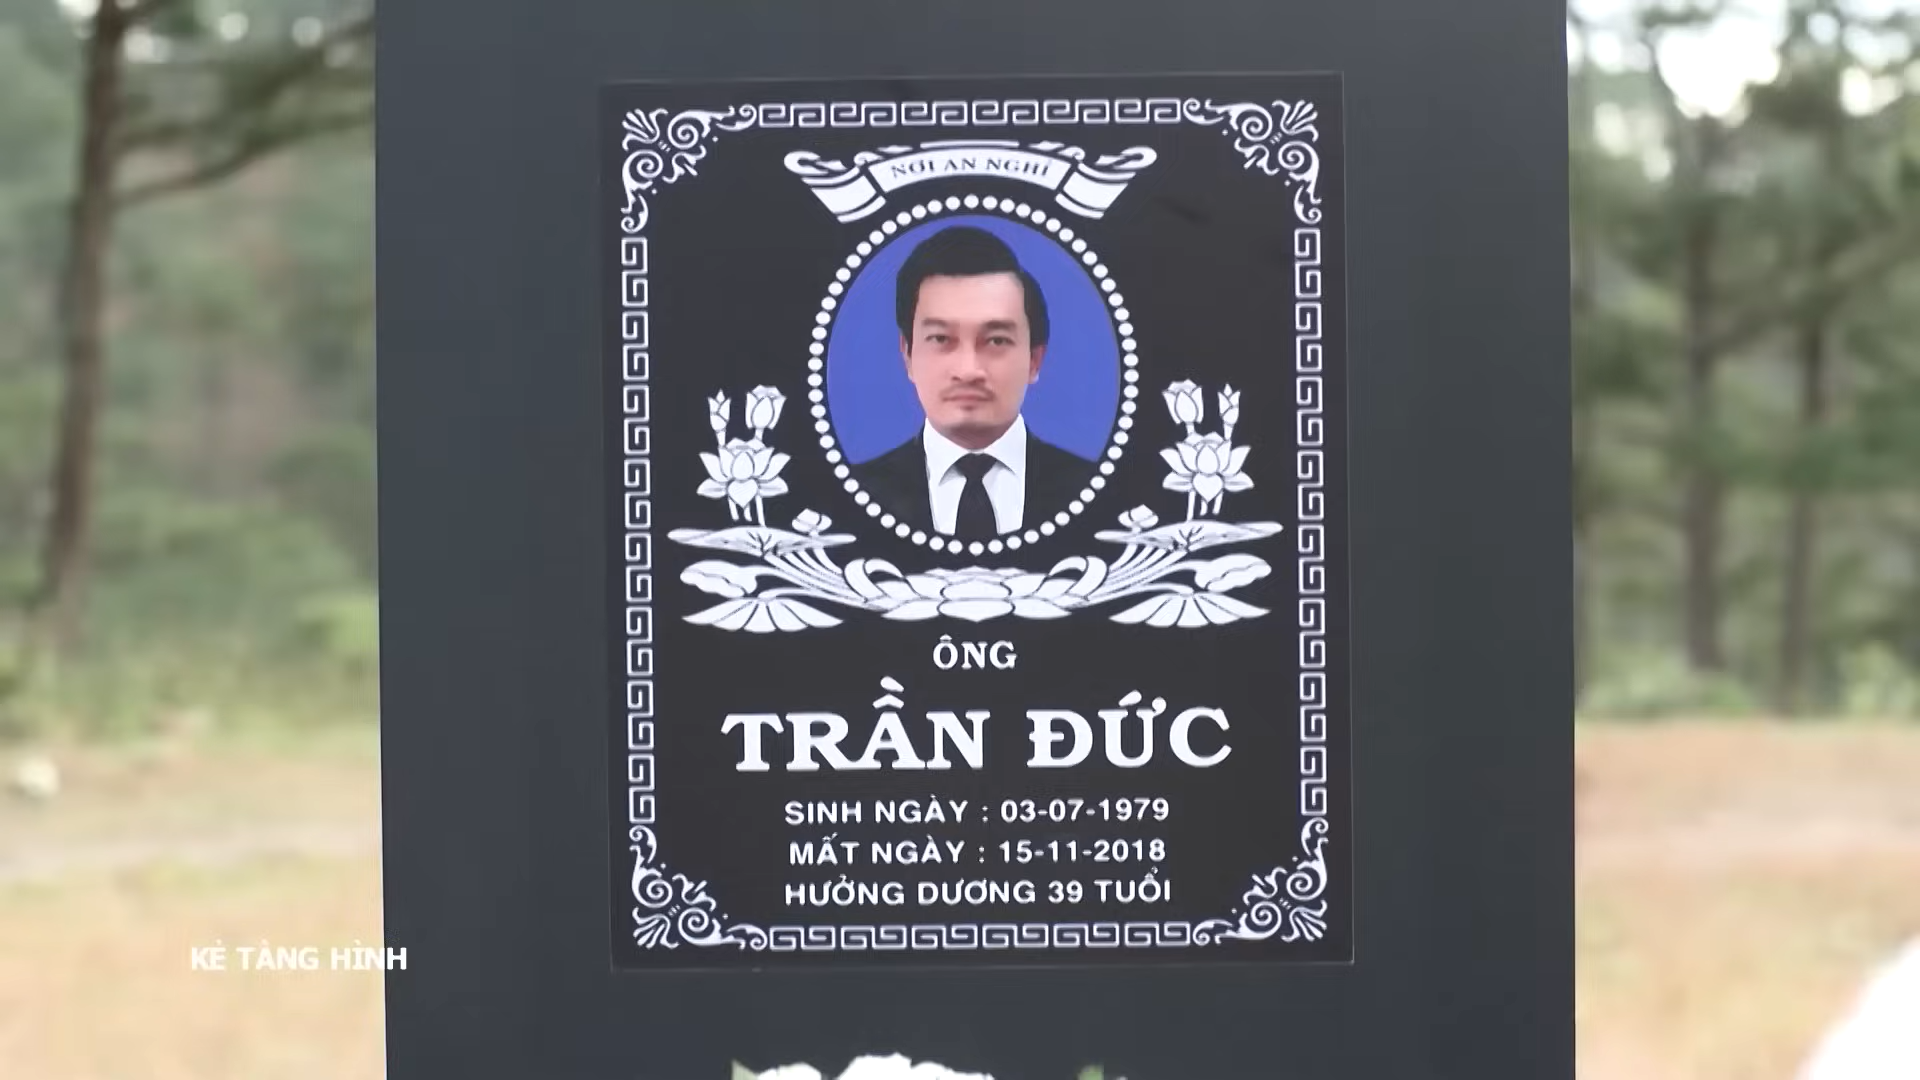 NƠI AN NGHỈ
ÔNG
TRẦN ĐỨC
SINH NGÀY : 03-07-1979
MẤT NGÀY : 15-11-2018
HƯỞNG DƯƠNG 39 TUỔI
KẺ TÀNG HÌNH